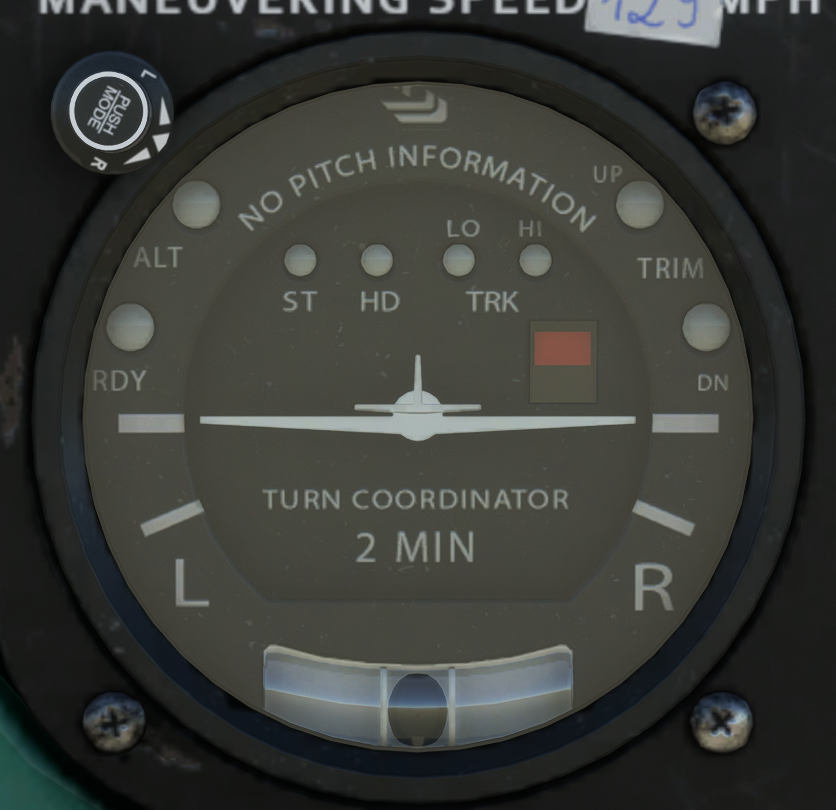 MANEUVERING SPEED 129 MPH
L
PUSH
MODE
R
NO PITCH INFORMATION
UP
LO HI
ALT
TRIM
ST HD TRK
RDY
DN
TURN COORDINATOR
2 MIN
L R